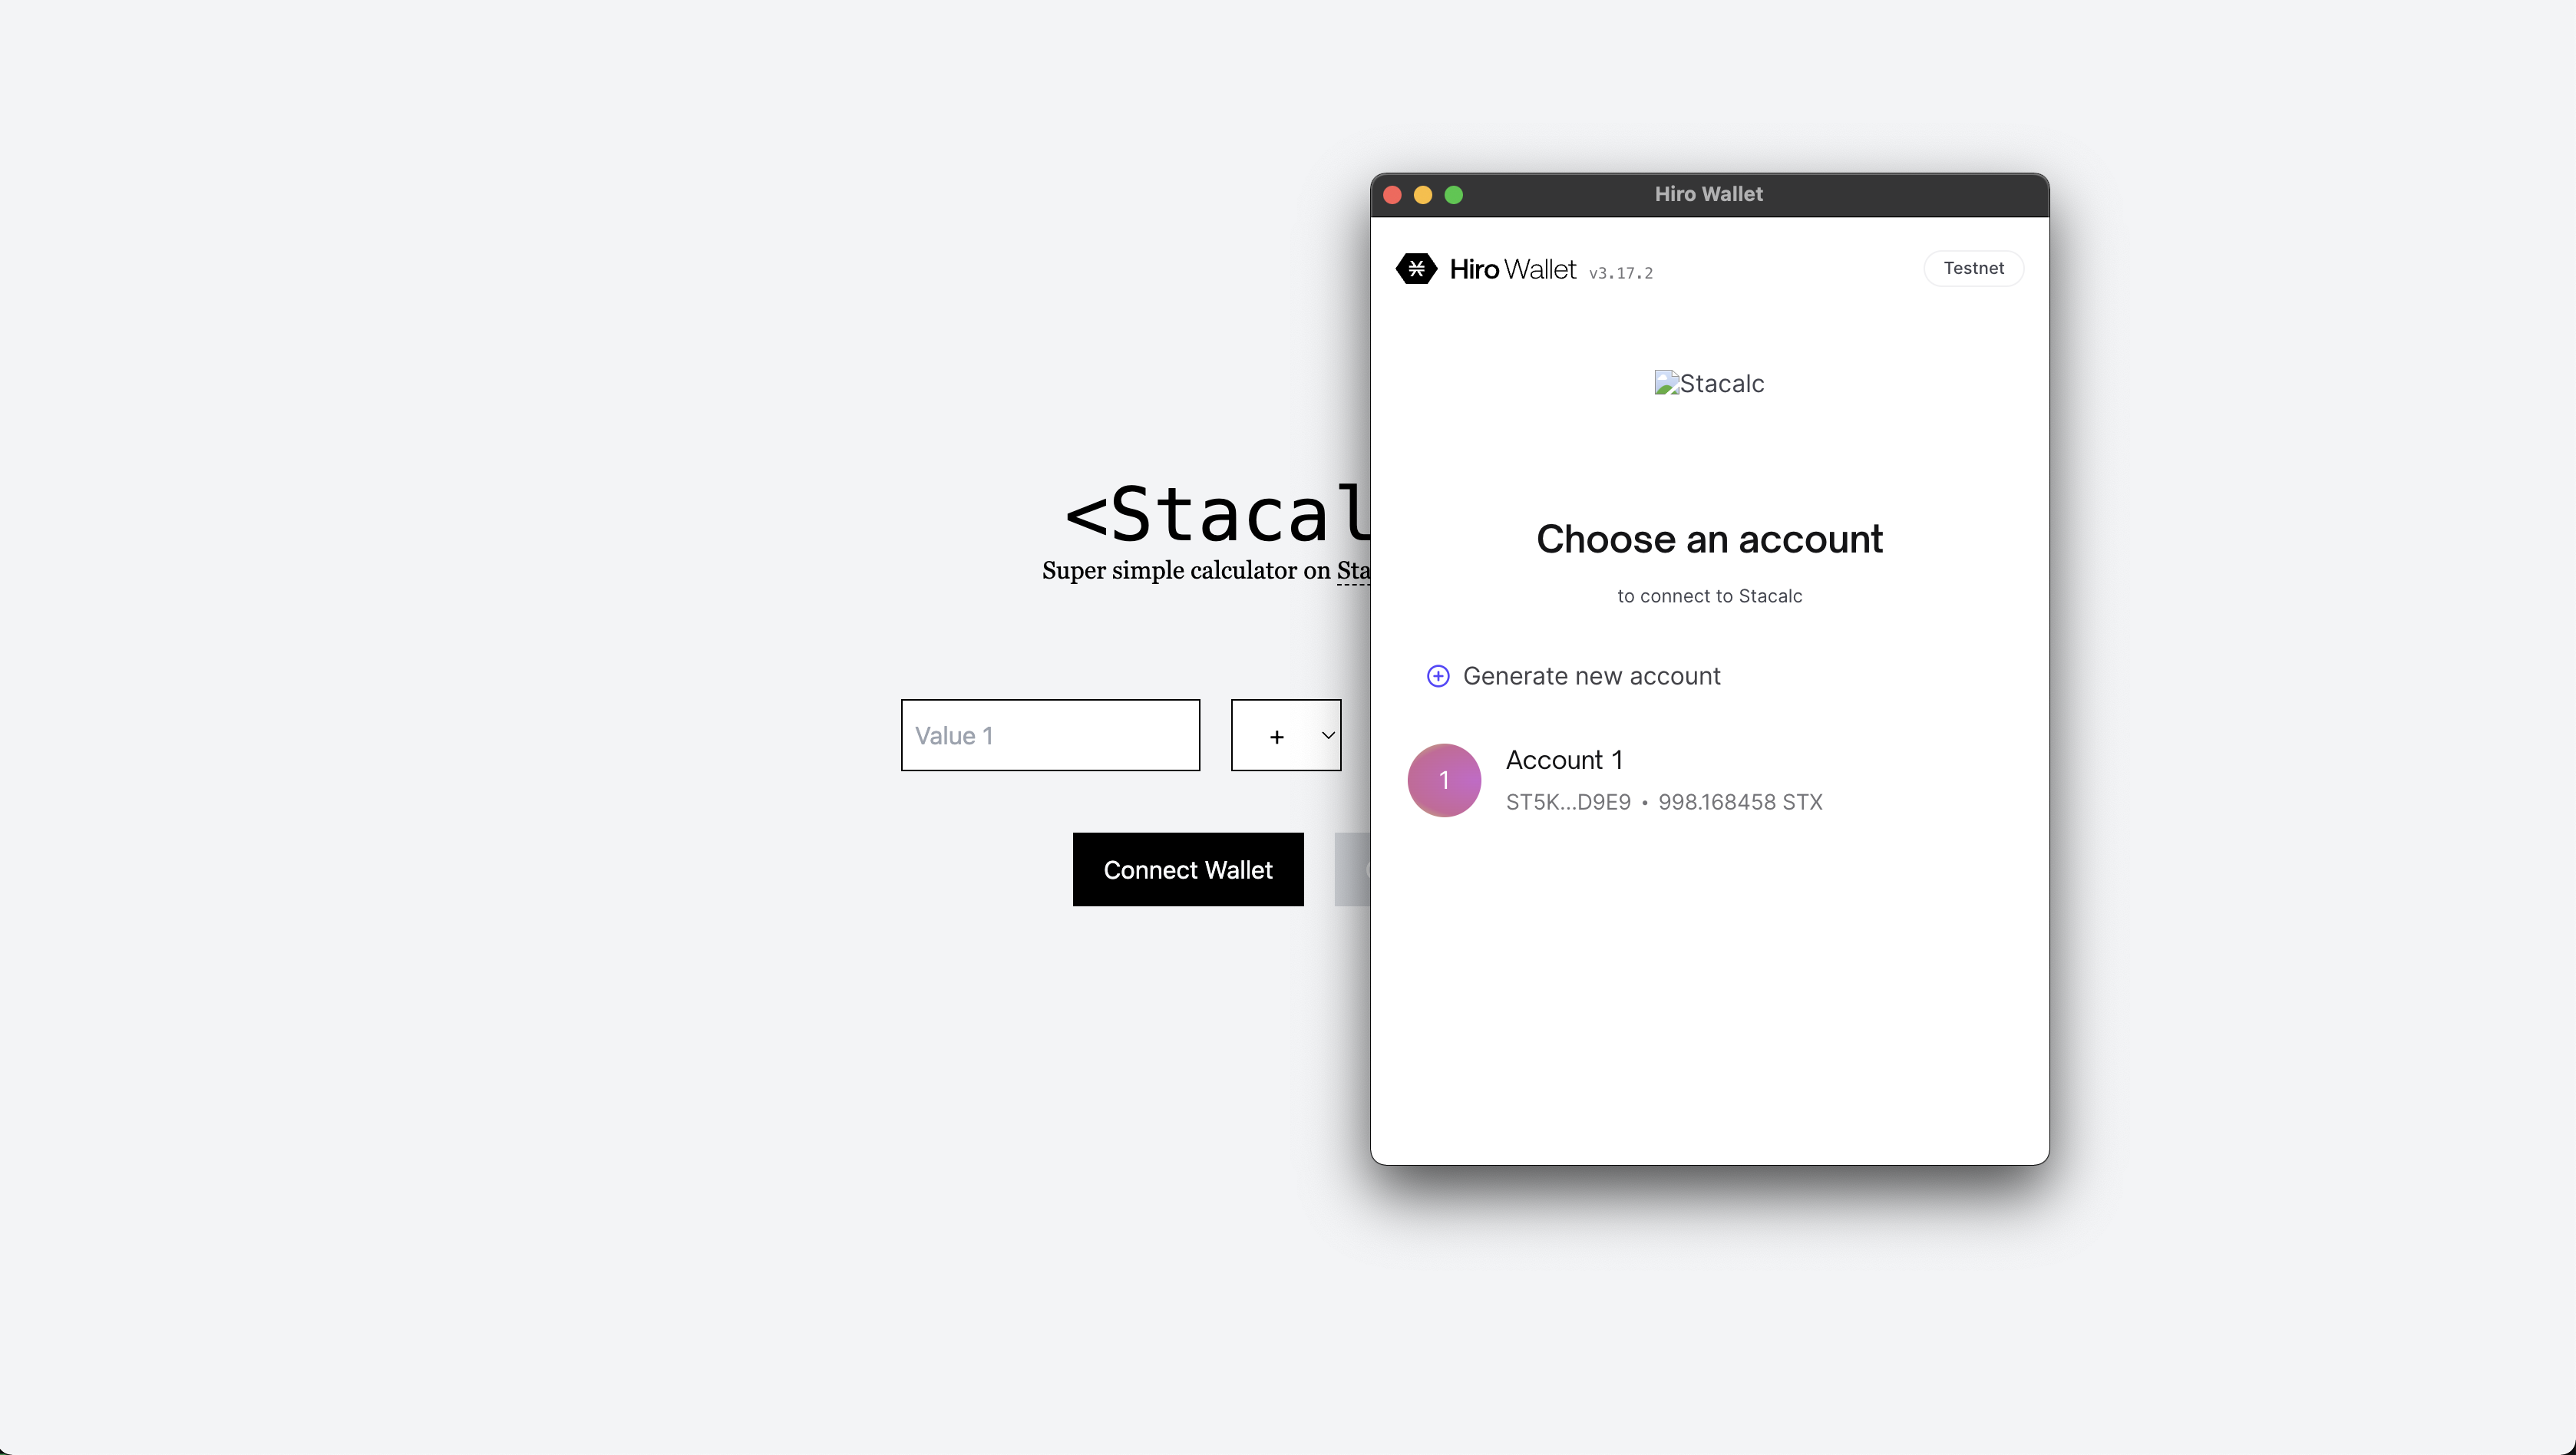 Hiro Wallet
Hiro Wallet v3.17.2
Testnet
Stacalc
Choose an account
to connect to Stacalc
Generate new account
1
Account 1
ST5K...D9E9 • 998.168458 STX
<Stacal
Super simple calculator on Sta
Value 1
+
Connect Wallet